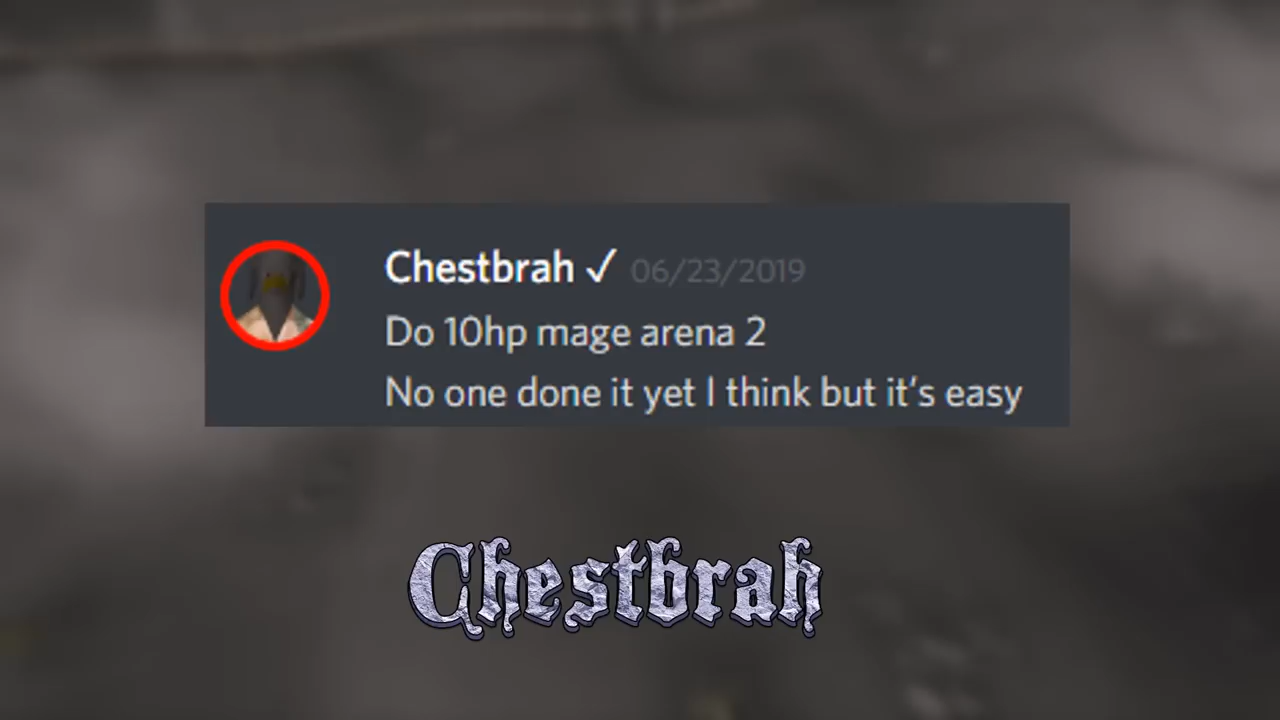 Chestbrah ✓ 06/23/2019
Do 10hp mage arena 2
No one done it yet I think but it's easy
Chestbrah